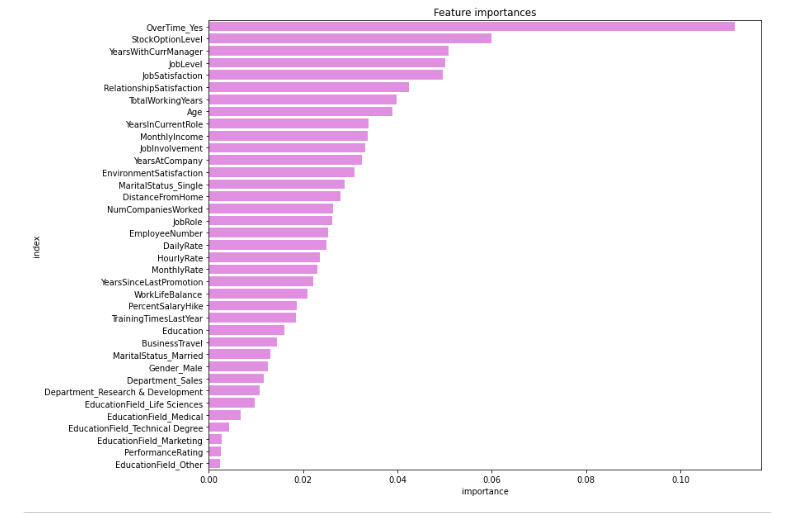 Feature importances
OverTime_Yes
StockOptionLevel
YearsWithCurrManager
JobLevel
JobSatisfaction
RelationshipSatisfaction
TotalWorkingYears
Age
YearsInCurrentRole
MonthlyIncome
JobInvolvement
YearsAtCompany
EnvironmentSatisfaction
MaritalStatus_Single
DistanceFromHome
NumCompaniesWorked
JobRole
EmployeeNumber
DailyRate
HourlyRate
MonthlyRate
YearsSinceLastPromotion
WorkLifeBalance
PercentSalaryHike
TrainingTimesLastYear
Education
BusinessTravel
MaritalStatus_Married
Gender_Male
Department_Sales
Department_Research & Development
EducationField_Life Sciences
EducationField_Medical
EducationField_Technical Degree
EducationField_Marketing
PerformanceRating
EducationField_Other
index
0.00 0.02 0.04 0.06 0.08 0.10
importance